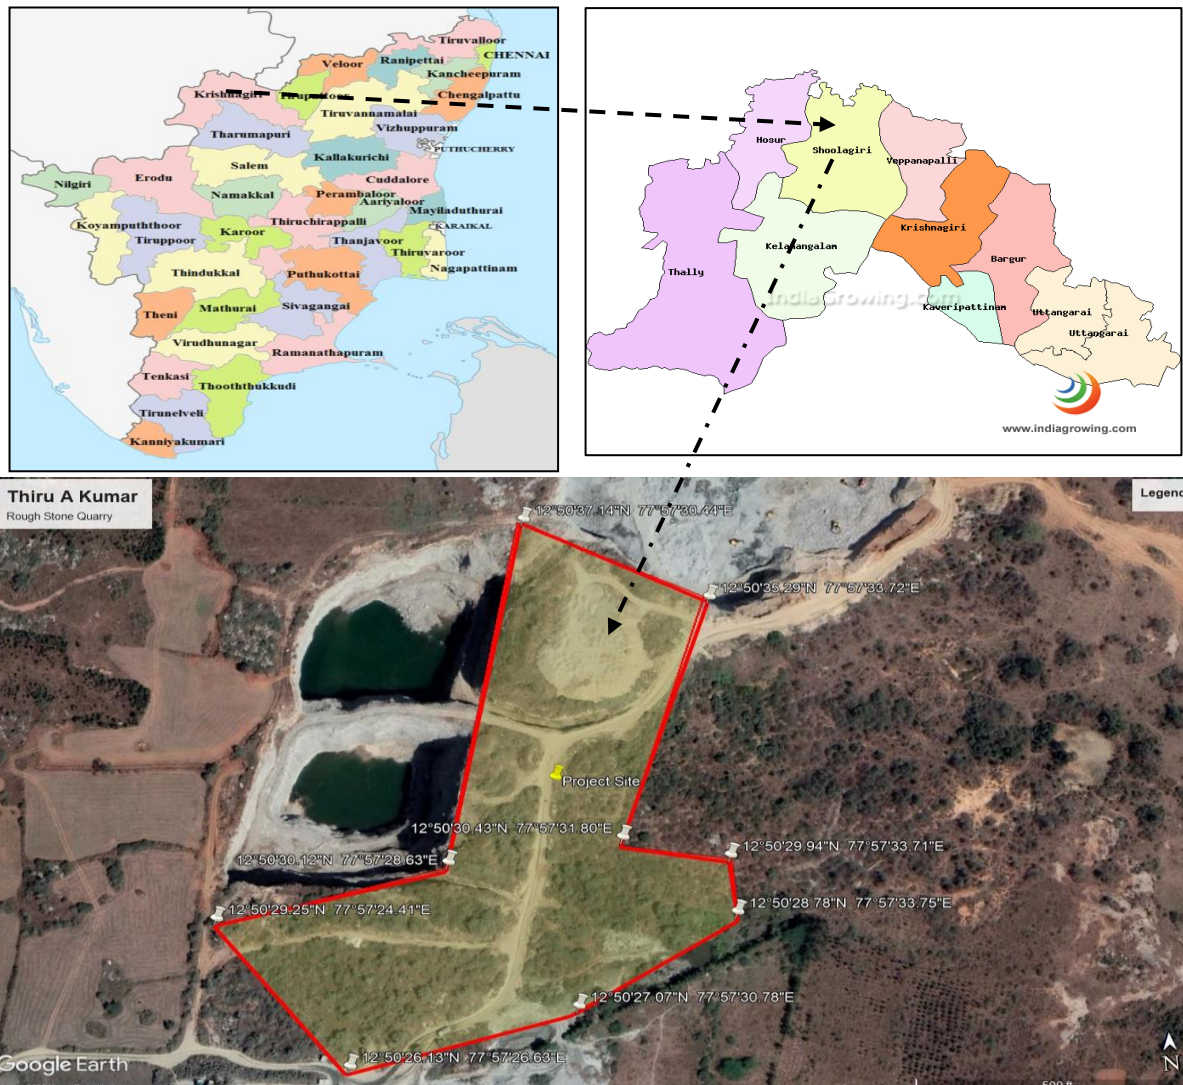 Tiruvalloor
CHENNAI
Veloor
Ranipettai
Kancheepuram
Krishnagiri
Chengalpattu
Tiruvannamalai
Tharumapuri
Vizhuppuram
PUTHUCHERRY
Kallakurichi
Salem
Erodu
Cuddalore
Nilgiri
Namakkal
Perambaloor
Aariyaloor
Mayiladuthurai
Koyampuththoor
Thiruchirappalli
KARAIKAL
Karoor
Tiruppoor
Thanjavoor
Thiruvaroor
Nagapattinam
Thindukkal
Puthukottai
Sivagangai
Mathurai
Theni
Virudhunagar
Ramanathapuram
Tenkasi
Thooththukkudi
Tirunelveli
Kanniyakumari
Hosur
Shoolagiri
Veppanapalli
Krishnagiri
Kelamangalam
Bargur
Thally
IndiaGrowing.com
Kaveripattinam
Uttangarai
Uttangarai
www.indiagrowing.com
Thiru A Kumar
Rough Stone Quarry
Legend
12°50'37.14"N 77°57'30.44"E
12°50'35.29"N 77°57'33.72"E
Project Site
12°50'30.43"N 77°57'31.80"E
12°50'29.94"N 77°57'33.71"E
12°50'30.12"N 77°57'28.63"E
12°50'29.25"N 77°57'24.41"E
12°50'28.78"N 77°57'33.75"E
12°50'27.07"N 77°57'30.78"E
12°50'26.13"N 77°57'26.63"E
Google Earth
N